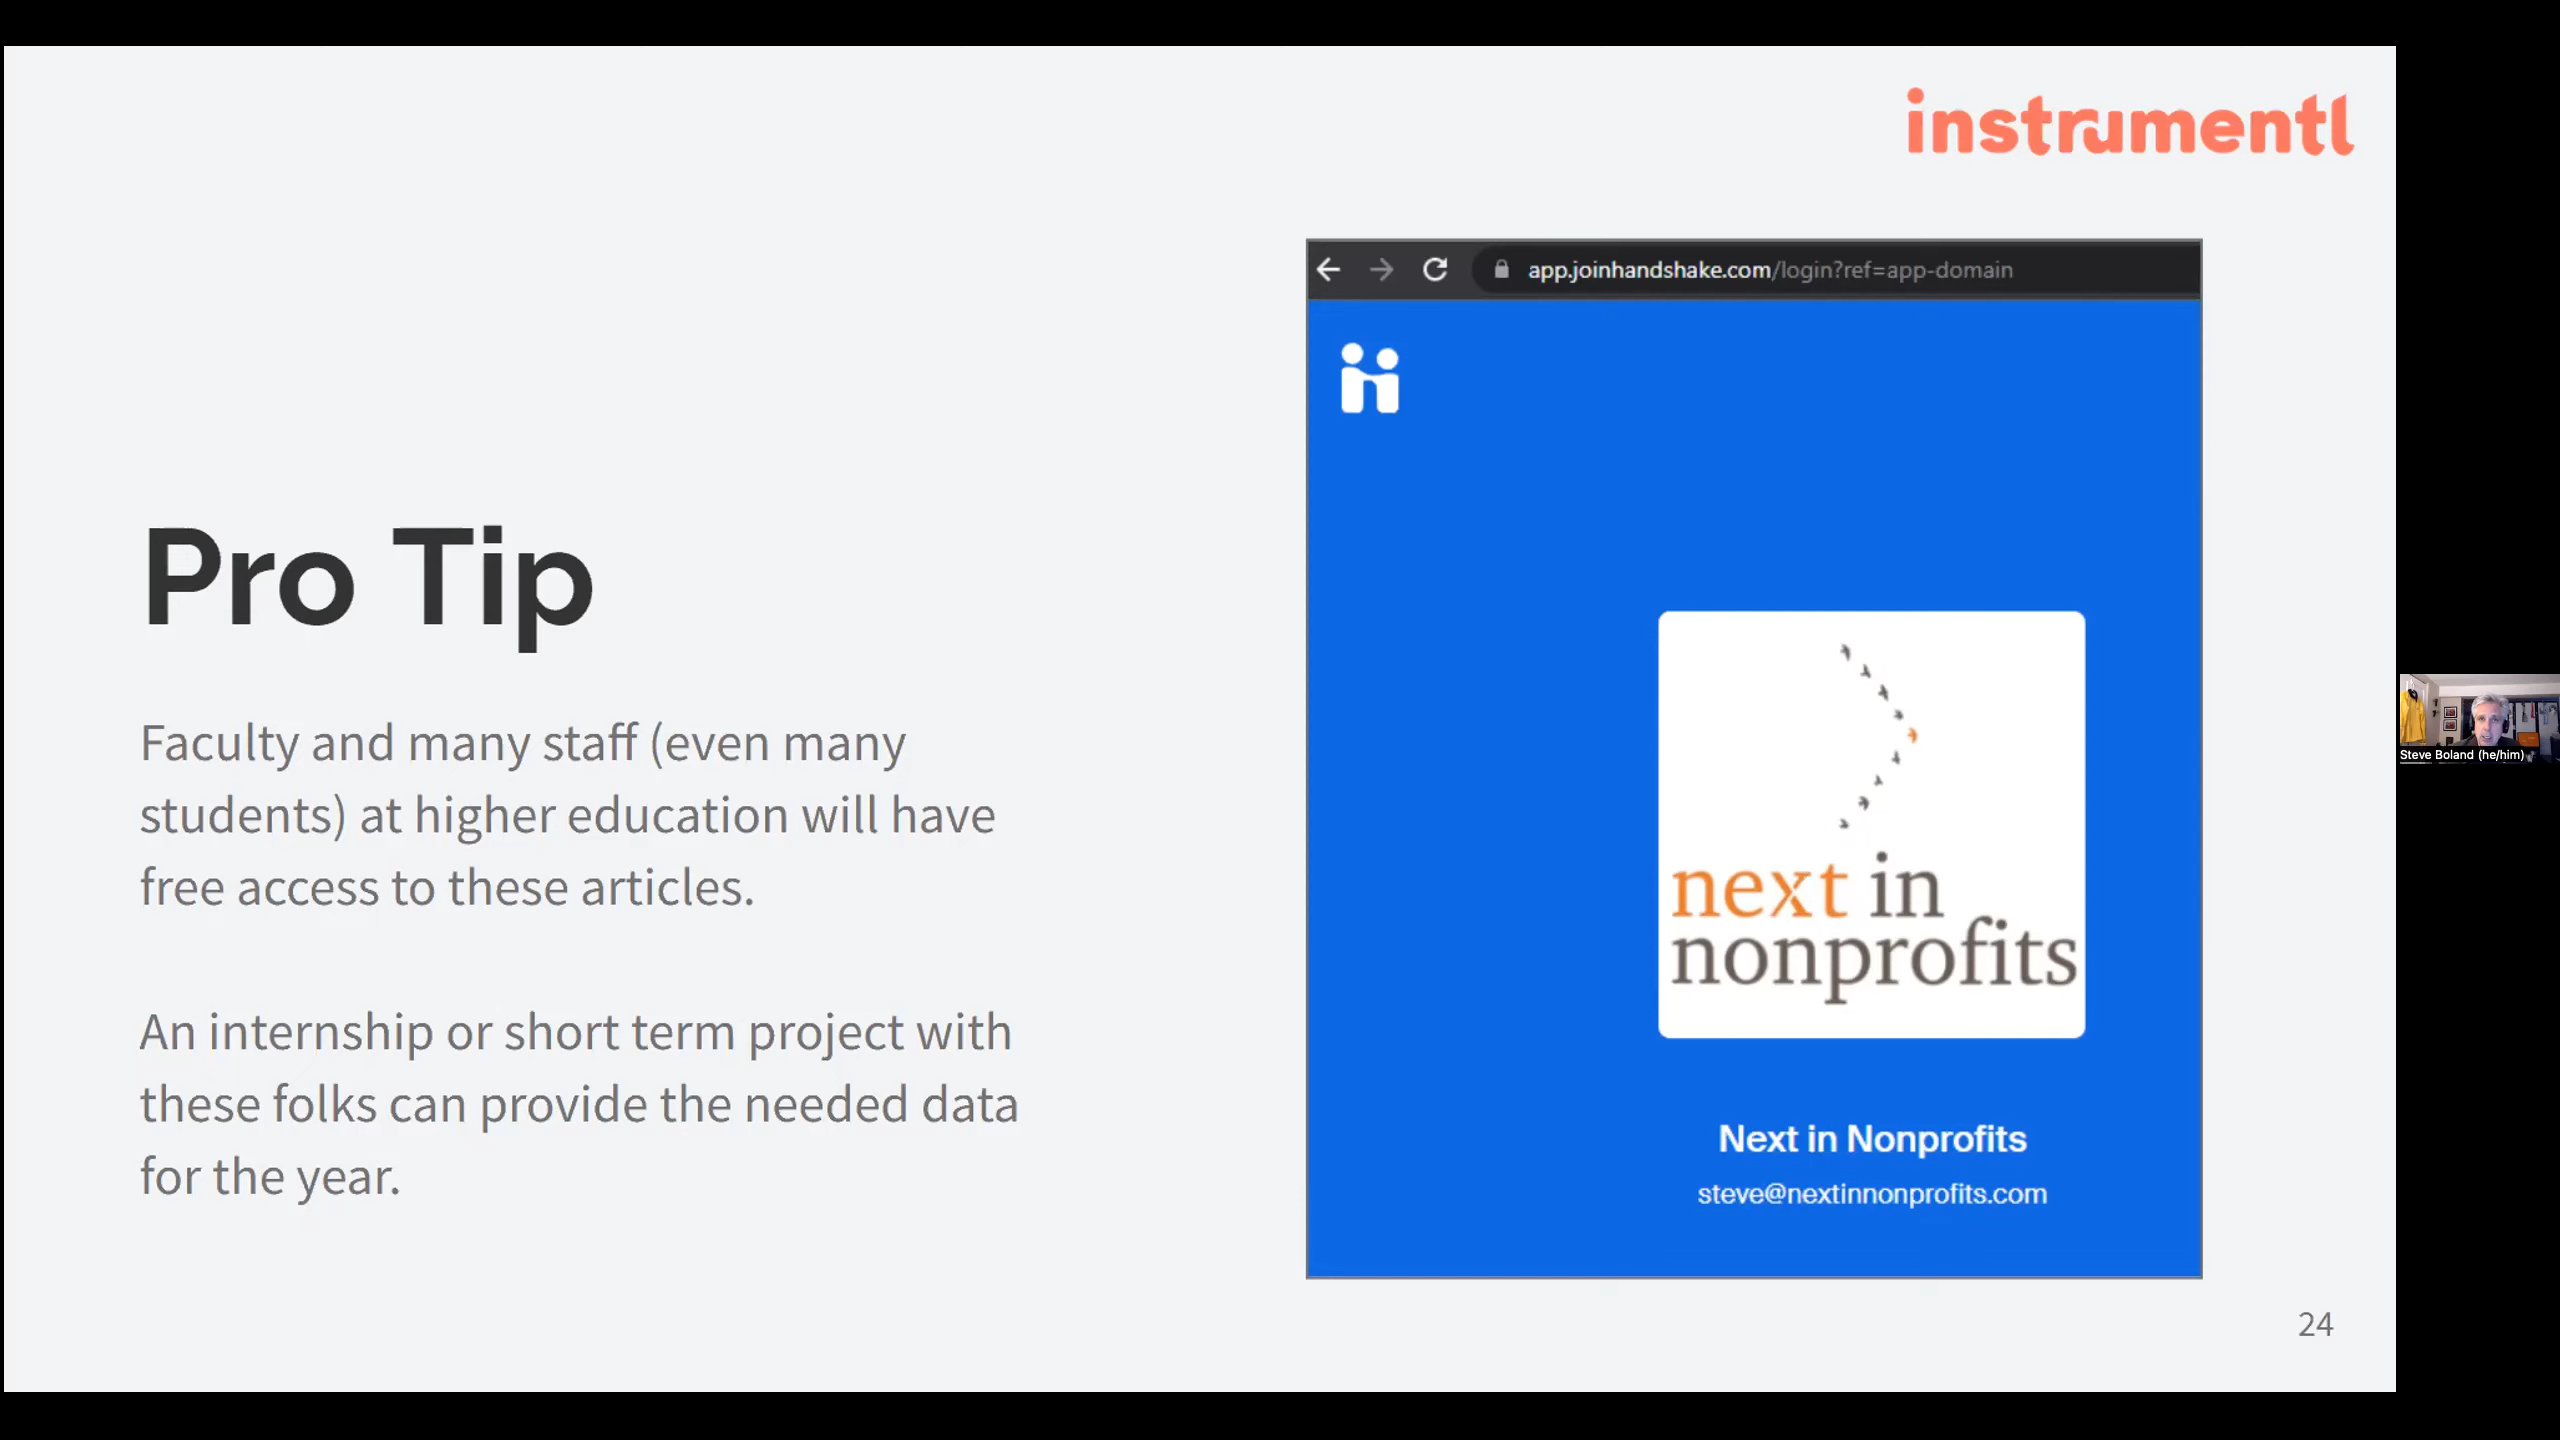 instrumentl
Pro Tip
Faculty and many staff (even many
students) at higher education will have
free access to these articles.
An internship or short term project with
these folks can provide the needed data
for the year.
app.joinhandshake.com/login?ref=app-domain
next in
nonprofits
Next in Nonprofits
steve@nextinnonprofits.com
24
Steve Boland (he/him)